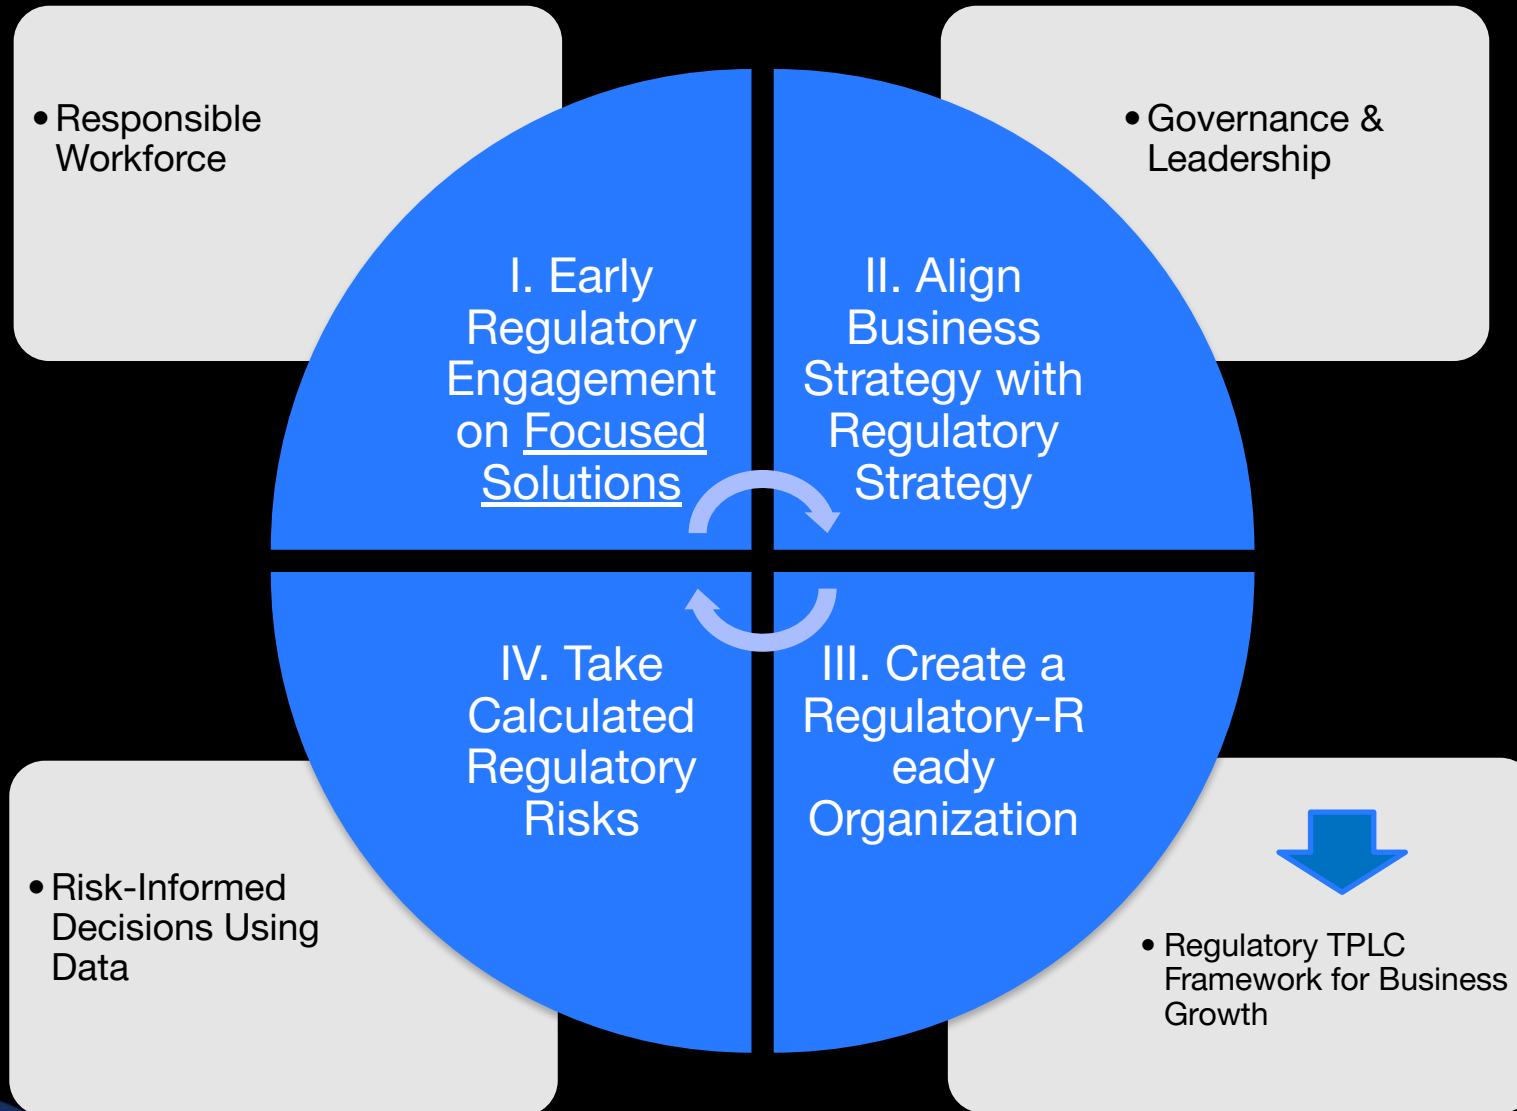 • Responsible
Workforce
• Governance &
Leadership
I. Early
Regulatory
Engagement
on Focused
Solutions
II. Align
Business
Strategy with
Regulatory
Strategy
IV. Take
Calculated
Regulatory
Risks
III. Create a
Regulatory-R
eady
Organization
• Risk-Informed
Decisions Using
Data
• Regulatory TPLC
Framework for Business
Growth